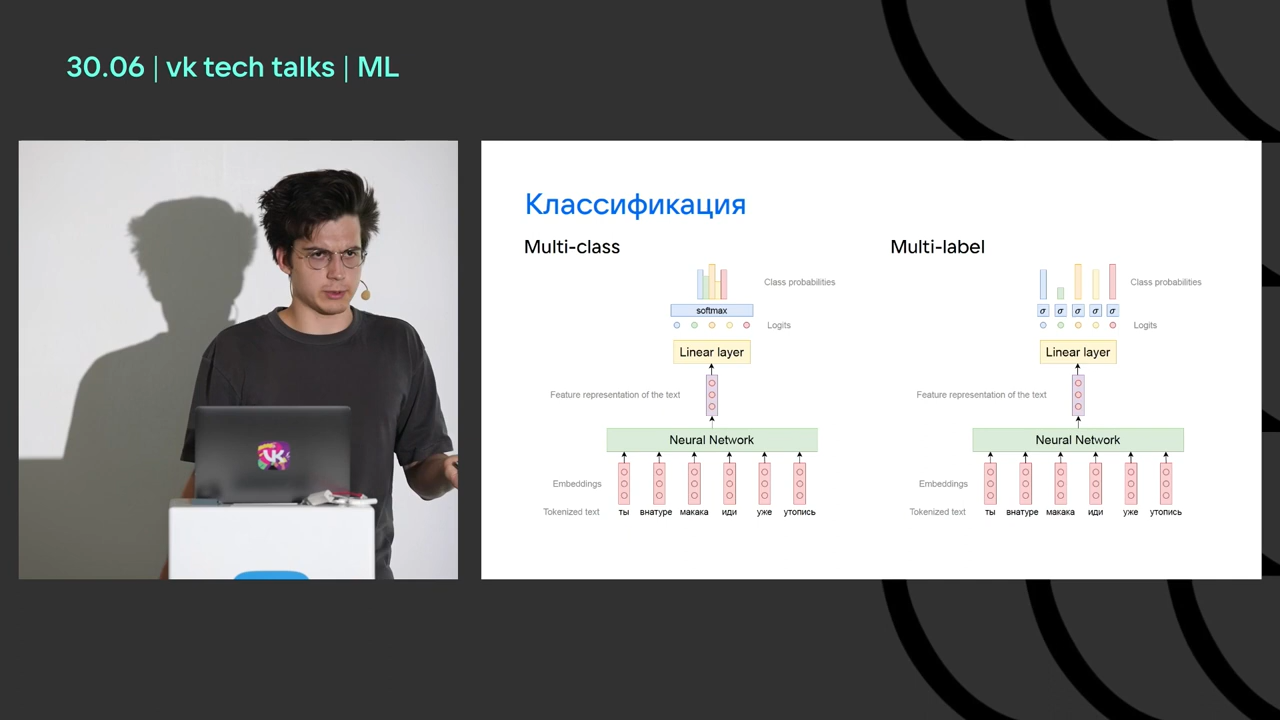 30.06 | vk tech talks | ML
Классификация
Multi-class
Class probabilities
softmax
Logits
Linear layer
Feature representation of the text
Neural Network
Embeddings
Tokenized text
ты внатуре макака иди уже утопись
Multi-label
Class probabilities
σ σ σ σ σ
Logits
Linear layer
Feature representation of the text
Neural Network
Embeddings
Tokenized text
ты внатуре макака иди уже утопись
VK